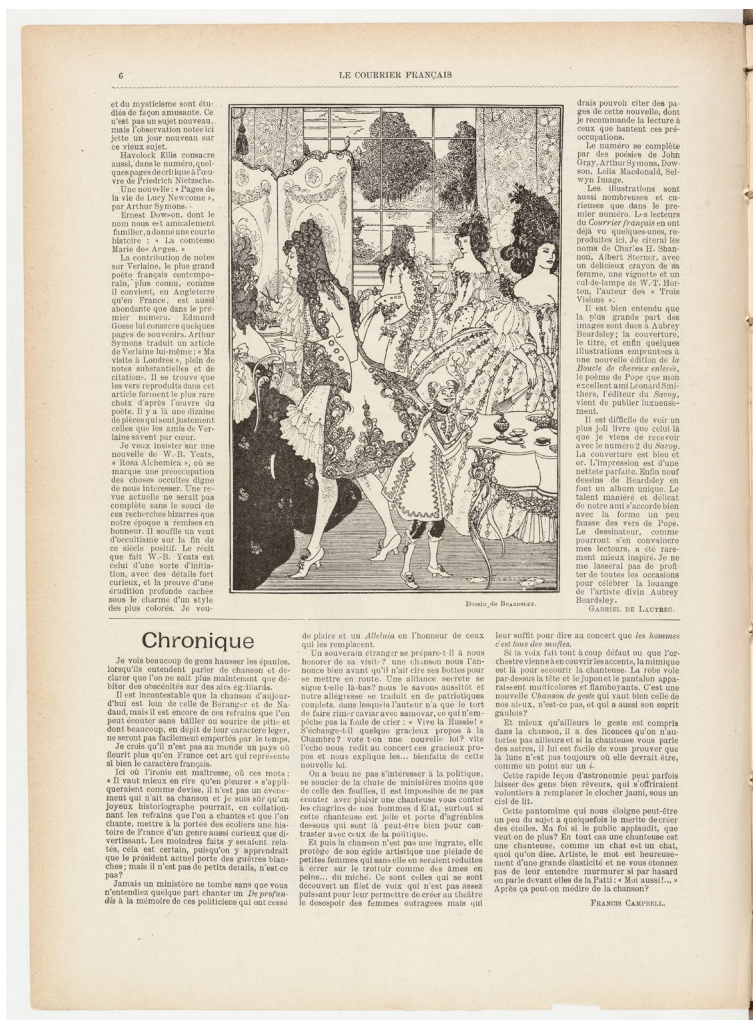 6
LE COURRIER FRANÇAIS
et du mysticisme sont étu-
diés de façon amusante. Ce
n'est pas un sujet nouveau,
mais l'observation notée ici
jette un jour nouveau sur
ce vieux sujet.
Havelock Ellis consacre
aussi, dans le numéro, quel-
ques pages de critique à l'œu-
vre de Friedrich Nietzsche.
Une nouvelle : « Pages de
la vie de Lucy Newcome »,
par Arthur Symons.
Ernest Dowson, dont le
nom nous est amicalement
familier, a donné une courte
histoire : « La comtesse
Marie des Anges. »
La contribution de notes
sur Verlaine, le plus grand
poète français contempo-
rain, plus connu, comme
il convient, en Angleterre
qu'en France, est aussi
abondante que dans le pre-
mier numéro. Edmund
Gosse lui consacre quelques
pages de souvenirs. Arthur
Symons traduit un article
de Verlaine lui-même : « Ma
visite à Londres », plein de
notes substantielles et de
citations. Il se trouve que
les vers reproduits dans cet
article forment le plus rare
choix d'après l'œuvre du
poète. Il y a là une dizaine
de pièces qui sont justement
celles que les amis de Ver-
laine savent par cœur.
Je veux insister sur une
nouvelle de W.-B. Yeats,
« Rosa Alchemica », où se
marque une préoccupation
des choses occultes digne
de nous intéresser. Une re-
vue actuelle ne serait pas
complète sans le souci de
ces recherches bizarres que
notre époque a remises en
honneur. Il souffle un vent
d'occultisme sur la fin de
ce siècle positif. Le récit
que fait W.-B. Yeats est
celui d'une sorte d'initia-
tion, avec des détails fort
curieux, et la preuve d'une
érudition profonde cachée
sous le charme d'un style
des plus colorés. Je vou-
Dessin de BEARDSLEY.
drais pouvoir citer des pa-
ges de cette nouvelle, dont
je recommande la lecture à
ceux que hantent ces pré-
occupations.
Le numéro se complète
par des poésies de John
Gray, Arthur Symons, Dow-
son, Leila Macdonald, Sel-
wyn Image.
Les illustrations sont
aussi nombreuses et cu-
rieuses que dans le pre-
mier numéro. Les lecteurs
du Courrier français en ont
déjà vu quelques-unes, re-
produites ici. Je citerai les
noms de Charles H. Shan-
non, Albert Sterner, avec
un délicieux crayon de sa
femme, une vignette et un
cul-de-lampe de W.-T. Hor-
ton, l'auteur des « Trois
Visions ».
Il est bien entendu que
la plus grande part des
images sont dues à Aubrey
Beardsley; la couverture,
le titre, et enfin quelques
illustrations empruntées à
une nouvelle édition de la
Boucle de cheveux enlevée,
le poème de Pope que mon
excellent ami Léonard Smi-
thers, l'éditeur du Savoy,
vient de publier luxueuse-
ment.
Il est difficile de voir un
plus joli livre que celui là
que je viens de recevoir
avec le numéro 2 du Savoy.
La couverture est bleu et
or. L'impression est d'une
netteté parfaite. Enfin neuf
dessins de Beardsley en
font un album unique. Le
talent maniéré et délicat
de notre ami s'accorde bien
avec la forme un peu
fausse des vers de Pope.
Le dessinateur, comme
pourront s'en convaincre
mes lecteurs, a été rare-
ment mieux inspiré. Je ne
me lasserai pas de profi-
ter de toutes les occasions
pour célébrer la louange
de l'artiste divin Aubrey
Beardsley.
GABRIEL DE LAUTREC.
Chronique
Je vois beaucoup de gens hausser les épaules,
lorsqu'ils entendent parler de chanson et dé-
clarer que l'on ne sait plus maintenant que dé-
biter des obscénités sur des airs egrillards.
Il est incontestable que la chanson d'aujour-
d'hui est loin de celle de Béranger et de Na-
daud, mais il est encore de ces refrains que l'on
peut écouter sans bâiller ou sourire de pitié et
dont beaucoup, en dépit de leur caractère léger,
ne seront pas facilement emportés par le temps.
Je crois qu'il n'est pas au monde un pays où
fleurit plus qu'en France cet art qui représente
si bien le caractère français.
Ici où l'ironie est maîtresse, où ces mots :
« Il vaut mieux en rire qu'en pleurer » s'appli-
queraient comme devise, il n'est pas un évène-
ment qui n'ait sa chanson et je suis sûr qu'un
joyeux historiographe pourrait, en collation-
nant les refrains que l'on a chantés et que l'on
chante, mettre à la portée des écoliers une his-
toire de France d'un genre aussi curieux que di-
vertissant. Les moindres faits y seraient rela-
tés, cela est certain, puisqu'on y apprendrait
que le président actuel porte des guêtres blan-
ches; mais il n'est pas de petits détails, n'est-ce
pas?
Jamais un ministère ne tombe sans que vous
n'entendiez quelque part chanter un De profun-
dis à la mémoire de ces politiciens qui ont cessé
de plaire et un Alleluia en l'honneur de ceux
qui les remplacent.
Un souverain étranger se prépare-t-il à nous
honorer de sa visite? une chanson nous l'an-
nonce bien avant qu'il n'ait ciré ses bottes pour
se mettre en route. Une alliance secrète se
signe t-elle là-bas? nous le savons aussitôt et
notre allégresse se traduit en de patriotiques
couplets, dans lesquels l'auteur n'a que le tort
de faire rimer caviar avec samovar, ce qui n'em-
pêche pas la foule de crier : « Vive la Russie! »
S'échange-t-il quelque gracieux propos à la
Chambre? vote t-on une nouvelle loi? vite
l'écho nous redit au concert ces gracieux pro-
pos et nous explique les... bienfaits de cette
nouvelle loi.
On a beau ne pas s'intéresser à la politique,
se soucier de la chute de ministères moins que
de celle des feuilles, il est impossible de ne pas
écouter avec plaisir une chanteuse vous conter
les chagrins de nos hommes d'Etat, surtout si
cette chanteuse est jolie et porte d'agréables
dessous qui sont là peut-être bien pour con-
traster avec ceux de la politique.
Et puis la chanson n'est pas une ingrate, elle
protège de son égide artistique une pléiade de
petites femmes qui sans elle en seraient réduites
à errer sur le trottoir comme des âmes en
peine... du miché. Ce sont celles qui se sont
découvert un filet de voix qui n'est pas assez
puissant pour leur permettre de créer au théâtre
le désespoir des femmes outragées mais qui
leur suffit pour dire au concert que les hommes
c'est tous des mufles.
Si la voix fait tout à coup défaut ou que l'or-
chestre vienne à en couvrir les accents, la mimique
est là pour secourir la chanteuse. La robe vole
par-dessus la tête et le jupon et le pantalon appa-
raissent multicolores et flamboyants. C'est une
nouvelle Chanson de geste qui vaut bien celle de
nos aïeux, n'est-ce pas, et qui a aussi son esprit
gaulois?
Et mieux qu'ailleurs le geste est compris
dans la chanson, il a des licences qu'on n'au-
torise pas ailleurs et si la chanteuse vous parle
des astres, il lui est facile de vous prouver que
la lune n'est pas toujours où elle devrait être,
comme un point sur un i.
Cette rapide leçon d'astronomie peut parfois
laisser des gens bien rêveurs, qui s'offriraient
volontiers à remplacer le clocher jauni, sous un
ciel de lit.
Cette pantomime qui nous éloigne peut-être
un peu du sujet a quelquefois le mérite de créer
des étoiles. Ma foi si le public applaudit, que
veut on de plus? En tout cas une chanteuse est
une chanteuse, comme un chat est un chat,
quoi qu'on dise. Artiste, le mot est heureuse-
ment d'une grande élasticité et ne vous étonnez
pas de leur entendre murmurer si par hasard
on parle devant elles de la Patti : « Moi aussi!... »
Après ça peut-on médire de la chanson?
FRANCIS CAMPBELL.